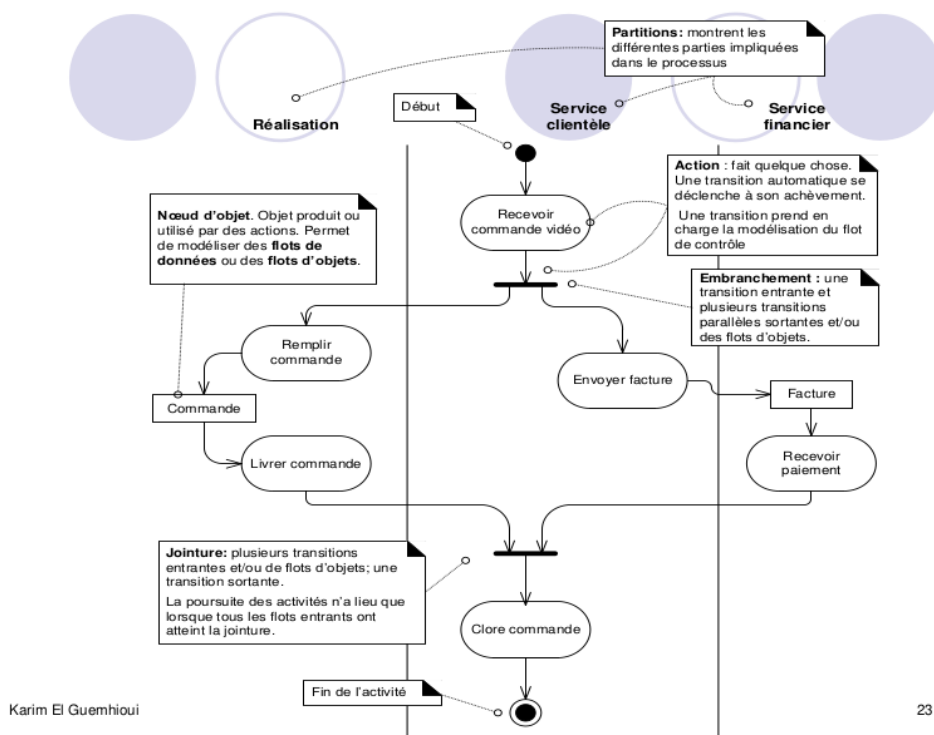 Partitions : montrent les
différentes parties impliquées
dans le processus
Début
Réalisation
Service
clientèle
Service
financier
Action : fait quelque chose.
Une transition automatique se
déclenche à son achèvement.
Une transition prend en
charge la modélisation du flot
de contrôle
Nœud d'objet. Objet produit ou
utilisé par des actions. Permet
de modéliser des flots de
données ou des flots d'objets.
Recevoir
commande vidéo
Embranchement : une
transition entrante et
plusieurs transitions
parallèles sortantes et/ou
des flots d'objets.
Remplir
commande
Envoyer facture
Commande
Facture
Livrer commande
Recevoir
paiement
Jointure: plusieurs transitions
entrantes et/ou de flots d'objets; une
transition sortante.
La poursuite des activités n'a lieu que
lorsque tous les flots entrants ont
atteint la jointure.
Clore commande
Fin de l'activité
Karim El Guemhioui
23